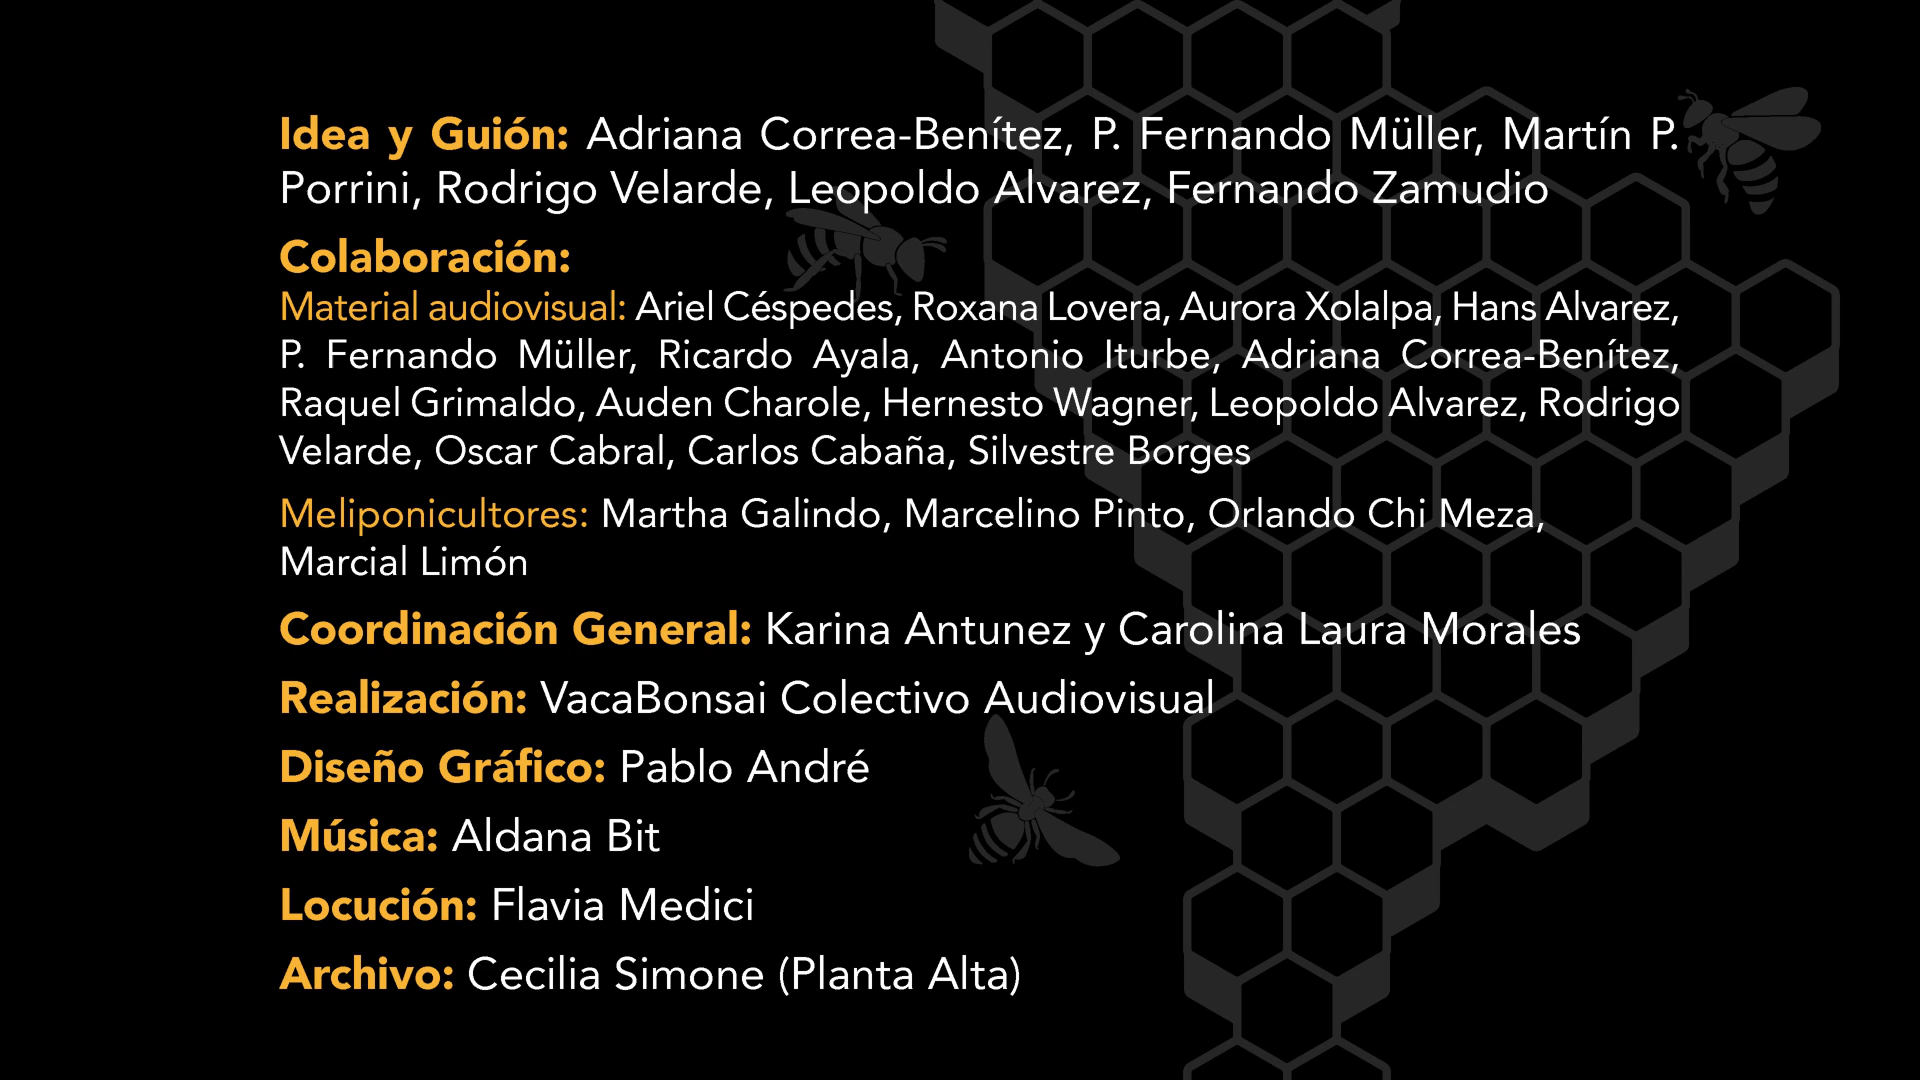 Idea y Guión: Adriana Correa-Benítez, P. Fernando Müller, Martín P.
Porrini, Rodrigo Velarde, Leopoldo Alvarez, Fernando Zamudio
Colaboración:
Material audiovisual: Ariel Céspedes, Roxana Lovera, Aurora Xolalpa, Hans Alvarez,
P. Fernando Müller, Ricardo Ayala, Antonio Iturbe, Adriana Correa-Benítez,
Raquel Grimaldo, Auden Charole, Hernesto Wagner, Leopoldo Alvarez, Rodrigo
Velarde, Oscar Cabral, Carlos Cabaña, Silvestre Borges
Meliponicultores: Martha Galindo, Marcelino Pinto, Orlando Chi Meza,
Marcial Limón
Coordinación General: Karina Antunez y Carolina Laura Morales
Realización: VacaBonsai Colectivo Audiovisual
Diseño Gráfico: Pablo André
Música: Aldana Bit
Locución: Flavia Medici
Archivo: Cecilia Simone (Planta Alta)